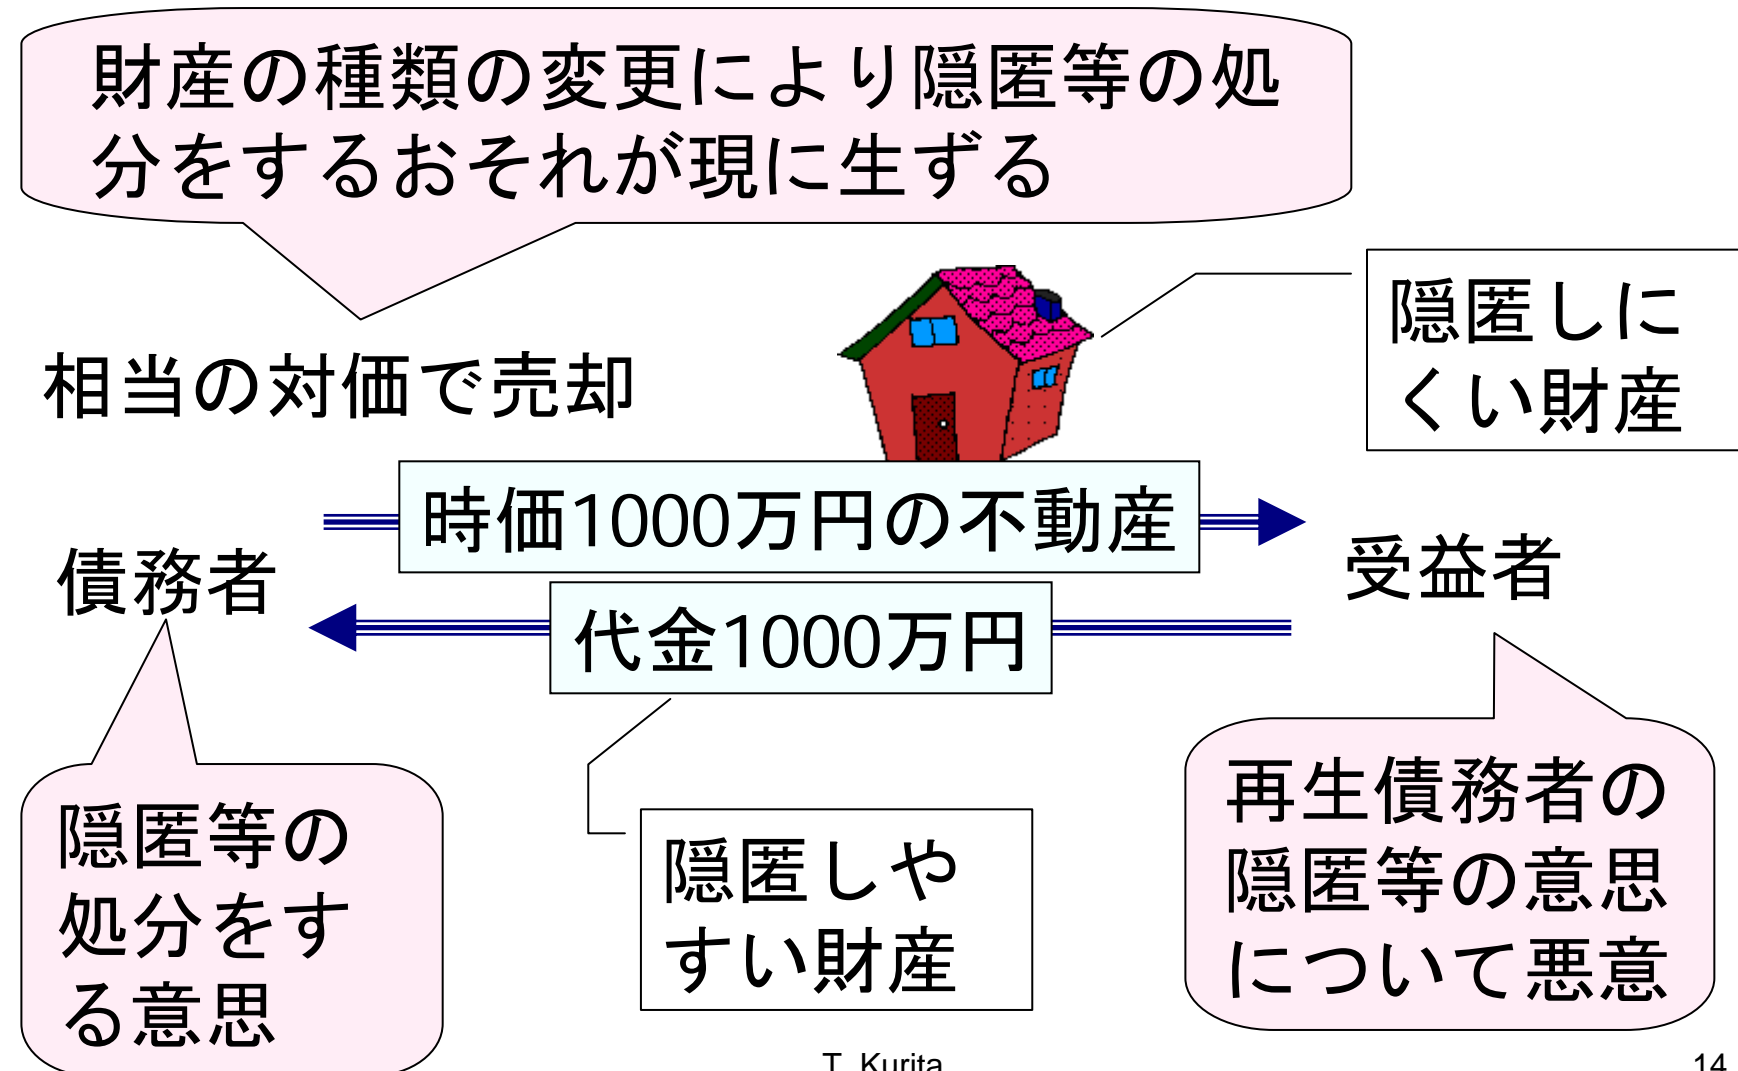 財産の種類の変更により隠匿等の処
分をするおそれが現に生ずる
隠匿しに
くい財産
相当の対価で売却
時価1000万円の不動産
債務者
受益者
代金1000万円
隠匿等の
処分をす
る意思
隠匿しや
すい財産
再生債務者の
隠匿等の意思
について悪意
T. Kurita
14